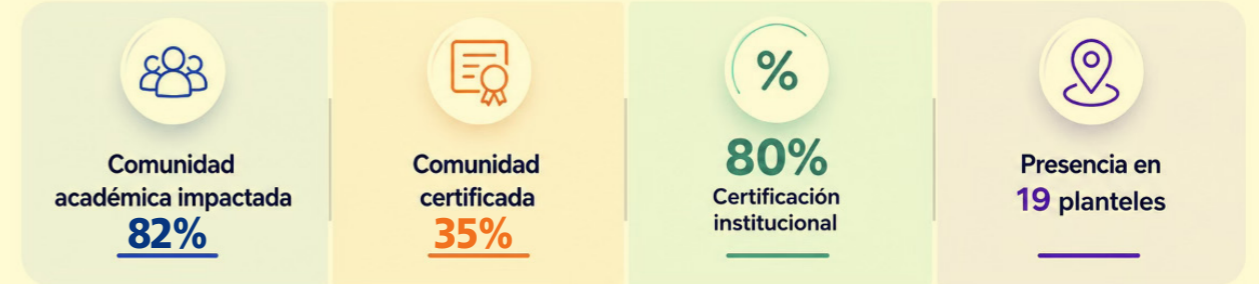 Comunidad
académica impactada
82%
Comunidad
certificada
35%
%
80%
Certificación
institucional
Presencia en
19 planteles